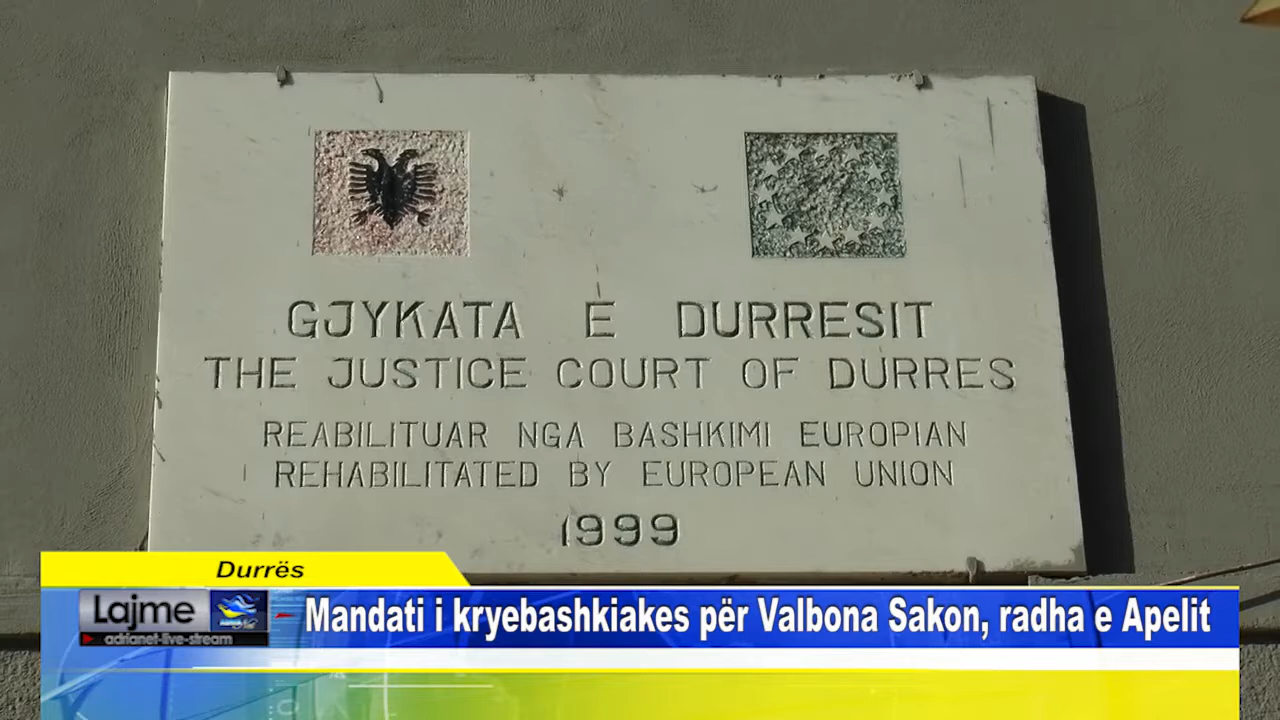 GJYKATA E DURRESIT
THE JUSTICE COURT OF DURRES
REABILITUAR NGA BASHKIMI EUROPIAN
REHABILITATED BY EUROPEAN UNION
1999
Durrës
Lajme
adrianet-live-stream
Mandati i kryebashkiakes për Valbona Sakon, radha e Apelit